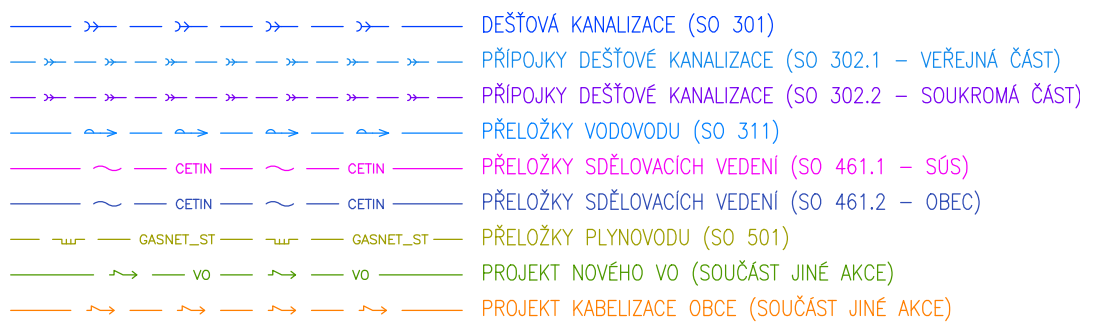 DEŠŤOVÁ KANALIZACE (SO 301)
PŘÍPOJKY DEŠŤOVÉ KANALIZACE (SO 302.1 – VEŘEJNÁ ČÁST)
PŘÍPOJKY DEŠŤOVÉ KANALIZACE (SO 302.2 – SOUKROMÁ ČÁST)
PŘELOŽKY VODOVODU (SO 311)
CETIN CETIN PŘELOŽKY SDĚLOVACÍCH VEDENÍ (SO 461.1 – SÚS)
CETIN CETIN PŘELOŽKY SDĚLOVACÍCH VEDENÍ (SO 461.2 – OBEC)
GASNET_ST GASNET_ST PŘELOŽKY PLYNOVODU (SO 501)
VO VO PROJEKT NOVÉHO VO (SOUČÁST JINÉ AKCE)
PROJEKT KABELIZACE OBCE (SOUČÁST JINÉ AKCE)